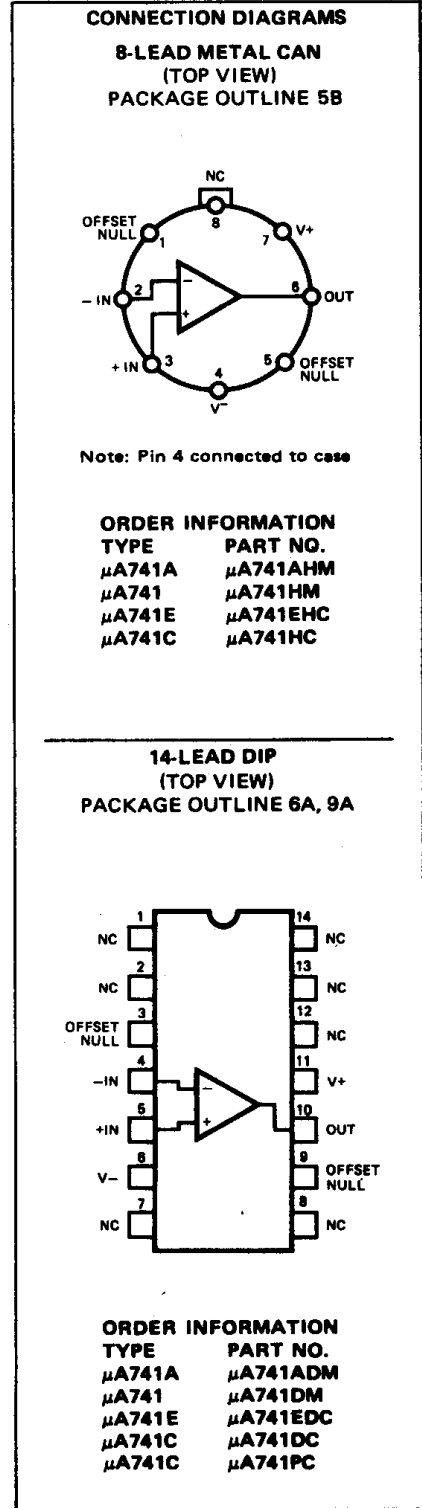 CONNECTION DIAGRAMS
8-LEAD METAL CAN
(TOP VIEW)
PACKAGE OUTLINE 5B
NC
8
OFFSET
NULL
1
7
V+
- IN
2
−
6
OUT
+
+ IN
3
4
5
OFFSET
NULL
V−
Note: Pin 4 connected to case
ORDER INFORMATION
TYPE PART NO.
μA741A μA741AHM
μA741 μA741HM
μA741E μA741EHC
μA741C μA741HC
14-LEAD DIP
(TOP VIEW)
PACKAGE OUTLINE 6A, 9A
1 14
NC NC
2 13
NC NC
3 12
OFFSET
NULL NC
4 11
−IN − V+
5 10
+IN + OUT
6 9
V− OFFSET
NULL
7 8
NC NC
ORDER INFORMATION
TYPE PART NO.
μA741A μA741ADM
μA741 μA741DM
μA741E μA741EDC
μA741C μA741DC
μA741C μA741PC